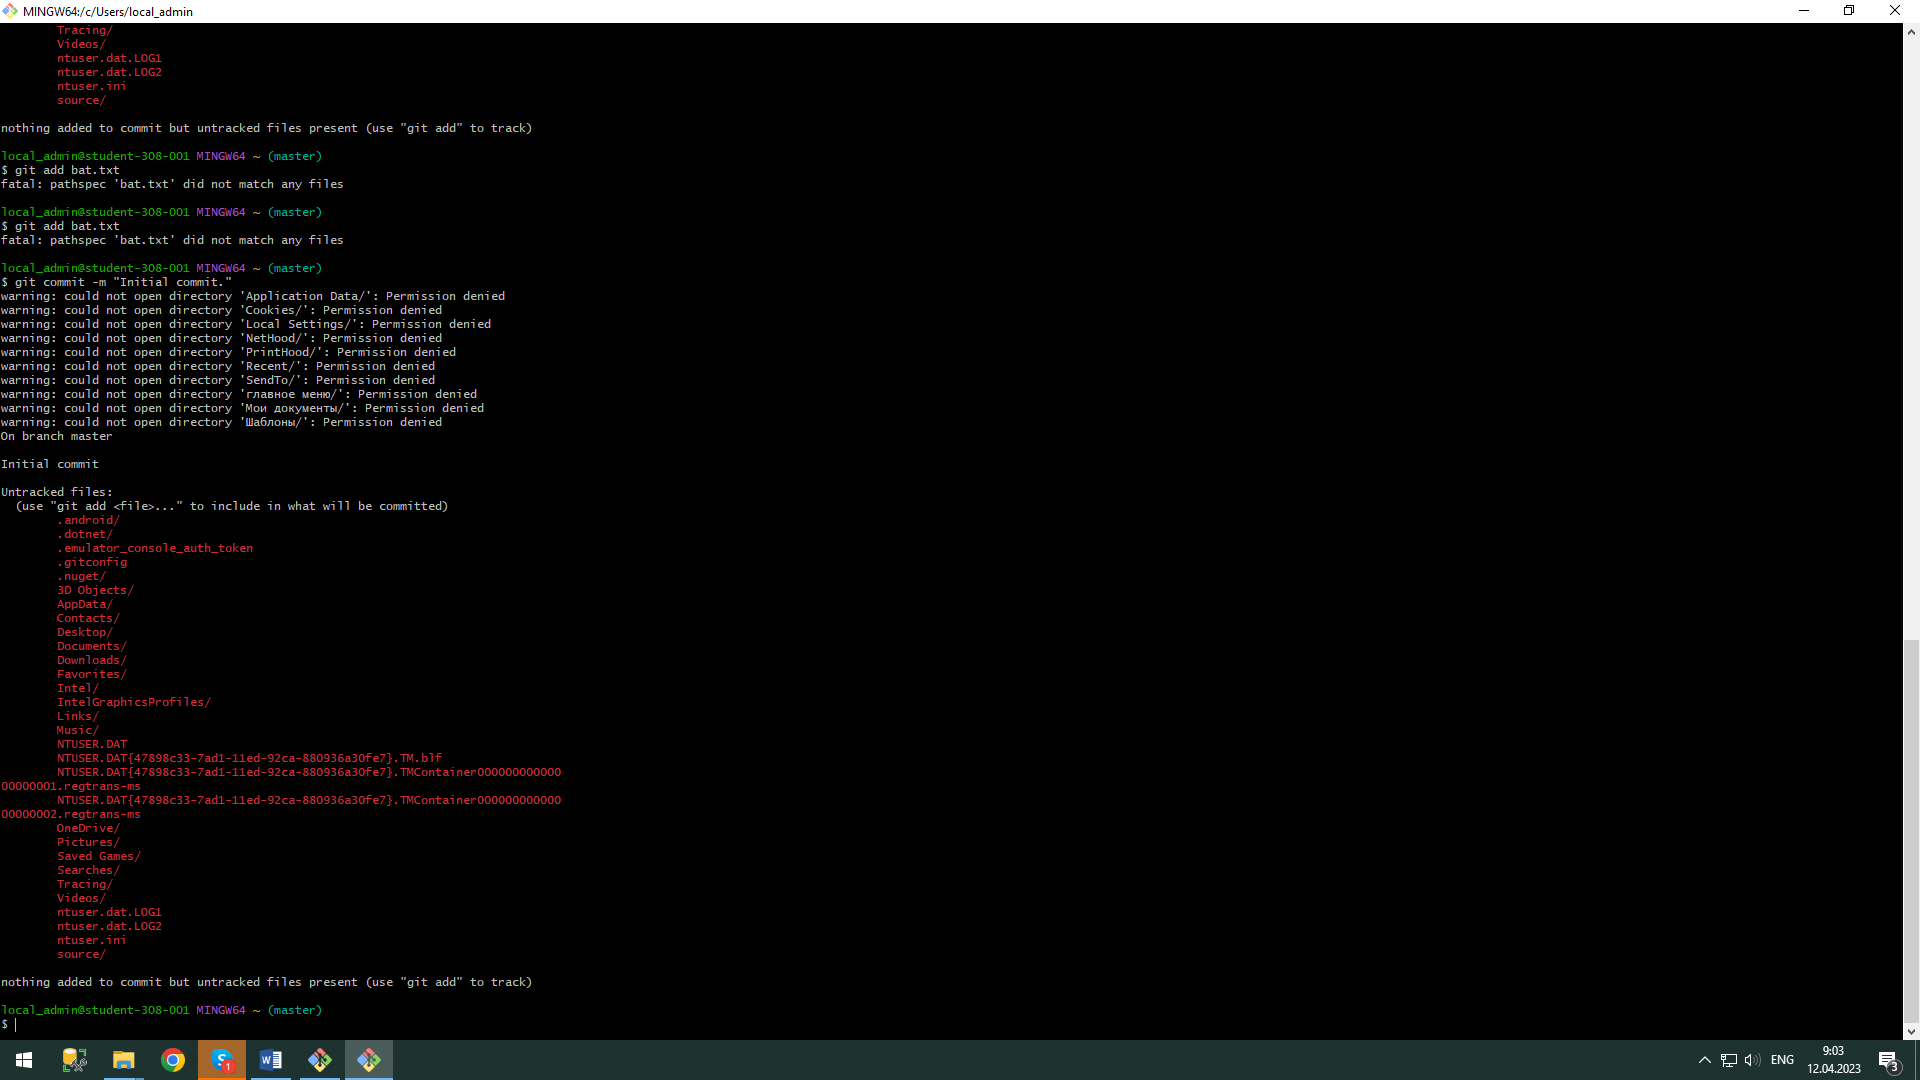 MINGW64:/c/Users/local_admin
Tracing/
Videos/
ntuser.dat.LOG1
ntuser.dat.LOG2
ntuser.ini
source/
nothing added to commit but untracked files present (use "git add" to track)
local_admin@student-308-001 MINGW64 ~ (master)
$ git add bat.txt
fatal: pathspec 'bat.txt' did not match any files
local_admin@student-308-001 MINGW64 ~ (master)
$ git add bat.txt
fatal: pathspec 'bat.txt' did not match any files
local_admin@student-308-001 MINGW64 ~ (master)
$ git commit -m "Initial commit."
warning: could not open directory 'Application Data/': Permission denied
warning: could not open directory 'Cookies/': Permission denied
warning: could not open directory 'Local Settings/': Permission denied
warning: could not open directory 'NetHood/': Permission denied
warning: could not open directory 'PrintHood/': Permission denied
warning: could not open directory 'Recent/': Permission denied
warning: could not open directory 'SendTo/': Permission denied
warning: could not open directory 'главное меню/': Permission denied
warning: could not open directory 'Мои документы/': Permission denied
warning: could not open directory 'Шаблоны/': Permission denied
On branch master
Initial commit
Untracked files:
(use "git add <file>..." to include in what will be committed)
.android/
.dotnet/
.emulator_console_auth_token
.gitconfig
.nuget/
3D Objects/
AppData/
Contacts/
Desktop/
Documents/
Downloads/
Favorites/
Intel/
IntelGraphicsProfiles/
Links/
Music/
NTUSER.DAT
NTUSER.DAT{47898c33-7ad1-11ed-92ca-880936a30fe7}.TM.blf
NTUSER.DAT{47898c33-7ad1-11ed-92ca-880936a30fe7}.TMContainer000000000000
00000001.regtrans-ms
NTUSER.DAT{47898c33-7ad1-11ed-92ca-880936a30fe7}.TMContainer000000000000
00000002.regtrans-ms
OneDrive/
Pictures/
Saved Games/
Searches/
Tracing/
Videos/
ntuser.dat.LOG1
ntuser.dat.LOG2
ntuser.ini
source/
nothing added to commit but untracked files present (use "git add" to track)
local_admin@student-308-001 MINGW64 ~ (master)
$
S 1
W
ENG
9:03
12.04.2023
3